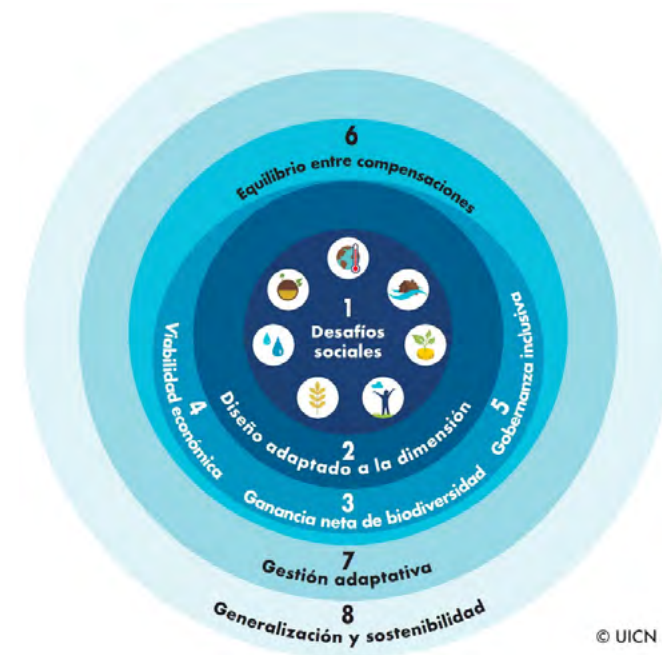 1
Desafíos
sociales
2
Diseño adaptado a la dimensión
3
Ganancia neta de biodiversidad
4
Viabilidad económica
5
Gobernanza inclusiva
6
Equilibrio entre compensaciones
7
Gestión adaptativa
8
Generalización y sostenibilidad
© UICN